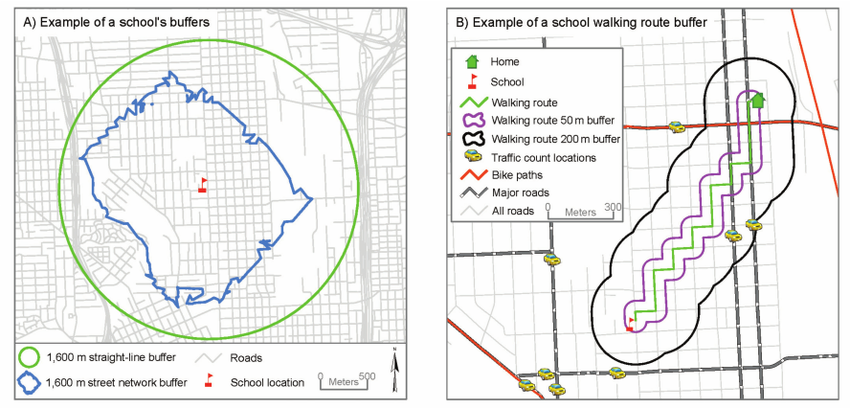 A) Example of a school's buffers
1,600 m straight-line buffer
Roads
1,600 m street network buffer
School location
0 Meters 500
N
B) Example of a school walking route buffer
Home
School
Walking route
Walking route 50 m buffer
Walking route 200 m buffer
Traffic count locations
Bike paths
Major roads
All roads
0 300
Meters
N